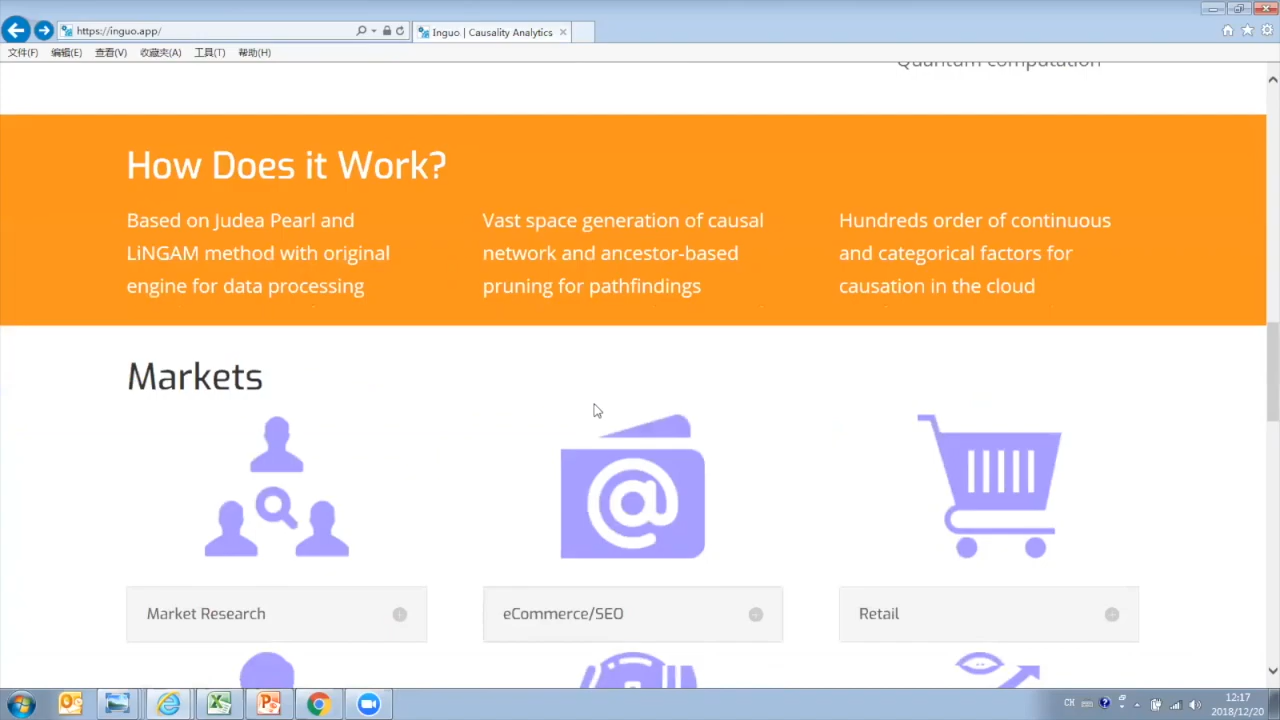 https://inguo.app/
Inguo | Causality Analytics
文件(F) 编辑(E) 查看(V) 收藏夹(A) 工具(T) 帮助(H)
Quantum computation
How Does it Work?
Based on Judea Pearl and
LiNGAM method with original
engine for data processing
Vast space generation of causal
network and ancestor-based
pruning for pathfindings
Hundreds order of continuous
and categorical factors for
causation in the cloud
Markets
Market Research
eCommerce/SEO
Retail
CH
12:17
2018/12/20